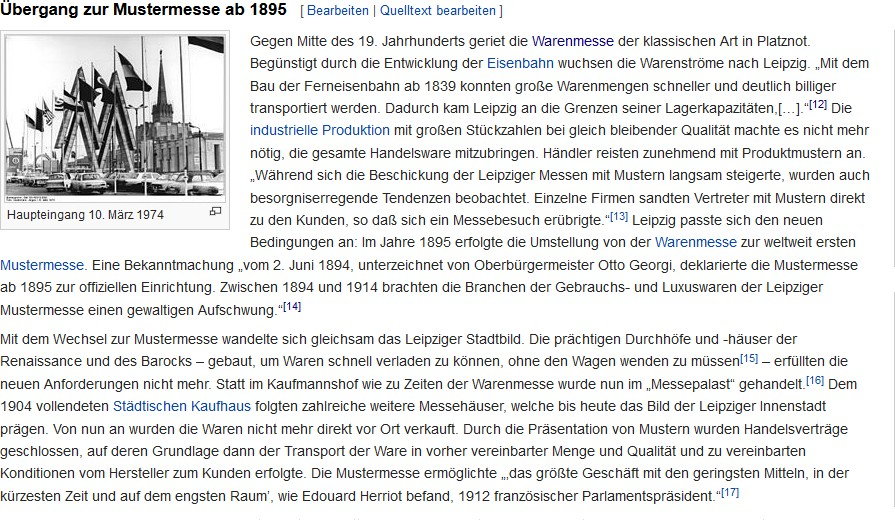 Übergang zur Mustermesse ab 1895 [ Bearbeiten | Quelltext bearbeiten ]
Gegen Mitte des 19. Jahrhunderts geriet die Warenmesse der klassischen Art in Platznot.
Begünstigt durch die Entwicklung der Eisenbahn wuchsen die Warenströme nach Leipzig. „Mit dem
Bau der Ferneisenbahn ab 1839 konnten große Warenmengen schneller und deutlich billiger
transportiert werden. Dadurch kam Leipzig an die Grenzen seiner Lagerkapazitäten,[…].“[12] Die
industrielle Produktion mit großen Stückzahlen bei gleich bleibender Qualität machte es nicht mehr
nötig, die gesamte Handelsware mitzubringen. Händler reisten zunehmend mit Produktmustern an.
„Während sich die Beschickung der Leipziger Messen mit Mustern langsam steigerte, wurden auch
besorgniserregende Tendenzen beobachtet. Einzelne Firmen sandten Vertreter mit Mustern direkt
zu den Kunden, so daß sich ein Messebesuch erübrigte.“[13] Leipzig passte sich den neuen
Bedingungen an: Im Jahre 1895 erfolgte die Umstellung von der Warenmesse zur weltweit ersten
Haupteingang 10. März 1974
Mustermesse. Eine Bekanntmachung „vom 2. Juni 1894, unterzeichnet von Oberbürgermeister Otto Georgi, deklarierte die Mustermesse
ab 1895 zur offiziellen Einrichtung. Zwischen 1894 und 1914 brachten die Branchen der Gebrauchs- und Luxuswaren der Leipziger
Mustermesse einen gewaltigen Aufschwung.“[14]
Mit dem Wechsel zur Mustermesse wandelte sich gleichsam das Leipziger Stadtbild. Die prächtigen Durchhöfe und -häuser der
Renaissance und des Barocks – gebaut, um Waren schnell verladen zu können, ohne den Wagen wenden zu müssen[15] – erfüllten die
neuen Anforderungen nicht mehr. Statt im Kaufmannshof wie zu Zeiten der Warenmesse wurde nun im „Messepalast“ gehandelt.[16] Dem
1904 vollendeten Städtischen Kaufhaus folgten zahlreiche weitere Messehäuser, welche bis heute das Bild der Leipziger Innenstadt
prägen. Von nun an wurden die Waren nicht mehr direkt vor Ort verkauft. Durch die Präsentation von Mustern wurden Handelsverträge
geschlossen, auf deren Grundlage dann der Transport der Ware in vorher vereinbarter Menge und Qualität und zu vereinbarten
Konditionen vom Hersteller zum Kunden erfolgte. Die Mustermesse ermöglichte „‚das größte Geschäft mit den geringsten Mitteln, in der
kürzesten Zeit und auf dem engsten Raum’, wie Edouard Herriot befand, 1912 französischer Parlamentspräsident.“[17]